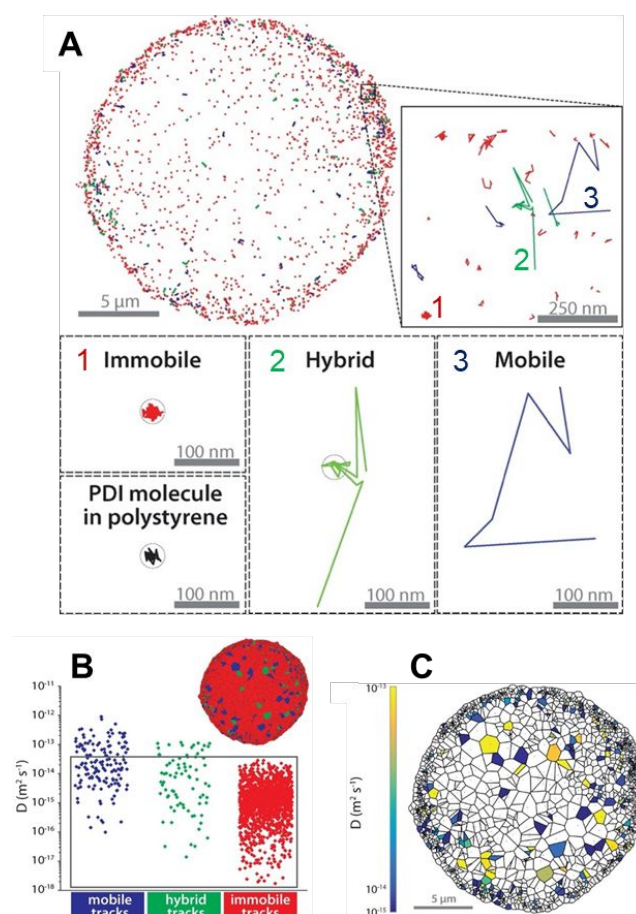 A
3
2
1
5 µm
250 nm
1 Immobile
100 nm
PDI molecule
in polystyrene
100 nm
2 Hybrid
100 nm
3 Mobile
100 nm
B
10⁻¹¹
10⁻¹²
10⁻¹³
10⁻¹⁴
10⁻¹⁵
10⁻¹⁶
10⁻¹⁷
10⁻¹⁸
D (m² s⁻¹)
mobile
tracks
hybrid
tracks
immobile
tracks
C
10⁻¹³
10⁻¹⁴
10⁻¹⁵
D (m² s⁻¹)
5 µm